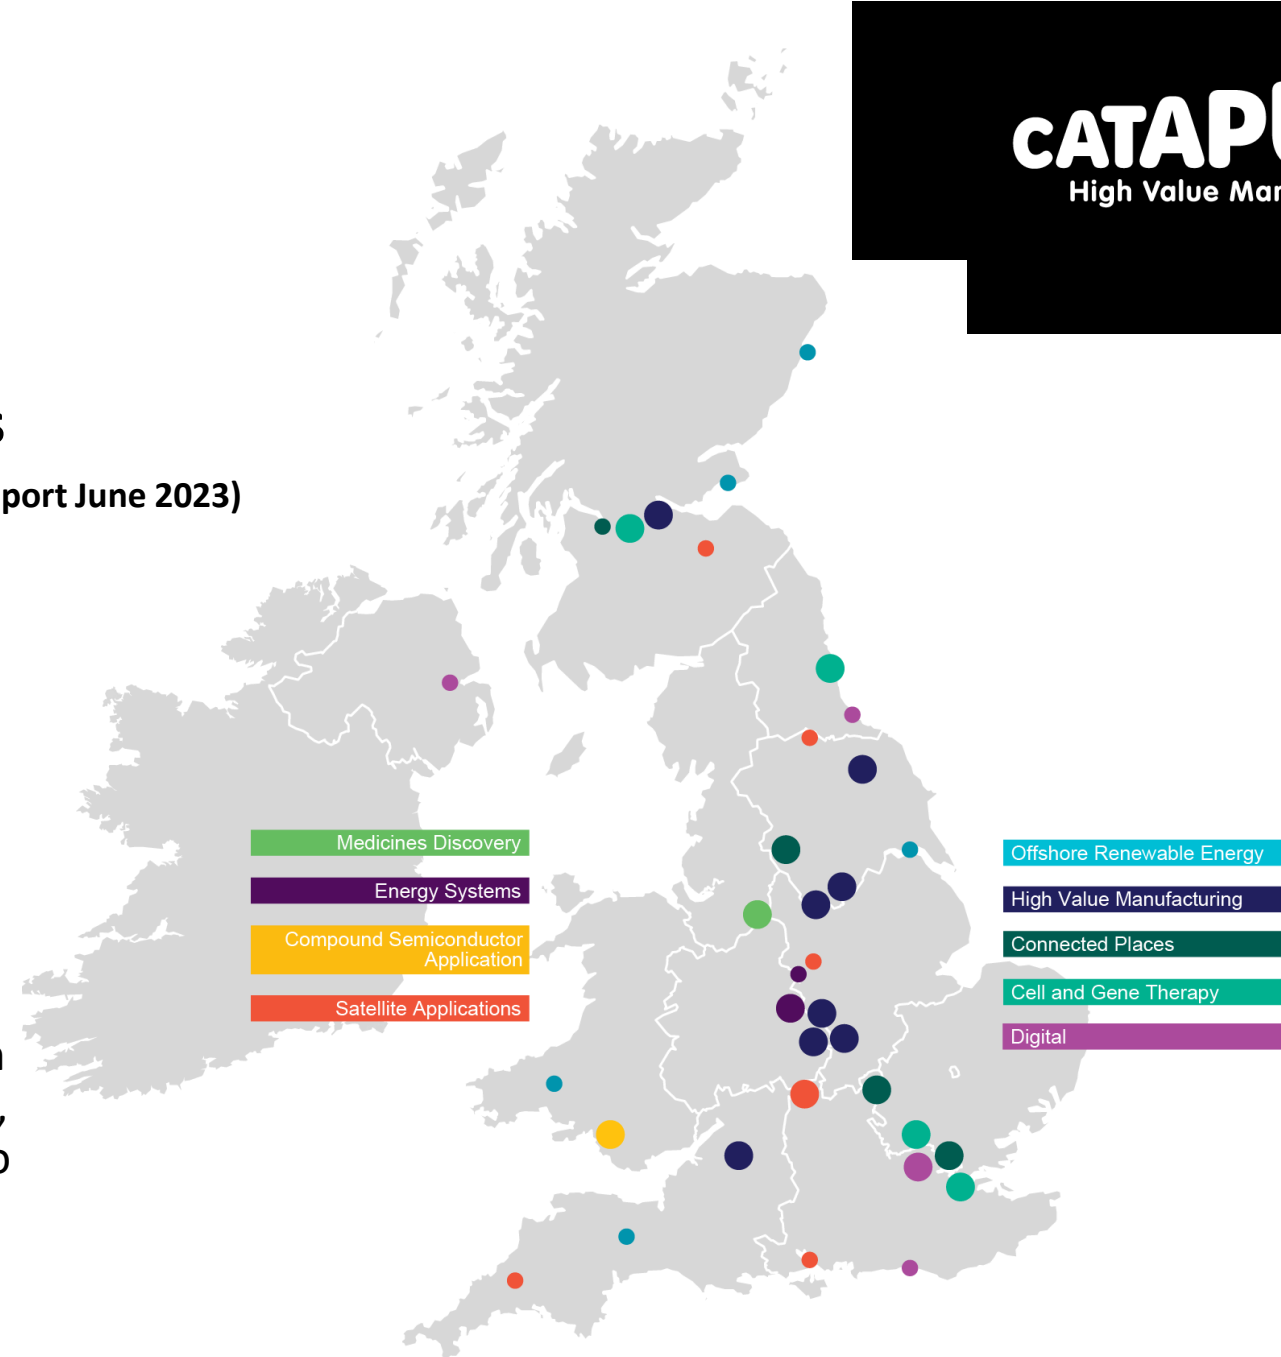 CATAP
High Value Mar
s
port June 2023)
Medicines Discovery
Energy Systems
Compound Semiconductor
Application
Satellite Applications
Offshore Renewable Energy
High Value Manufacturing
Connected Places
Cell and Gene Therapy
Digital
,